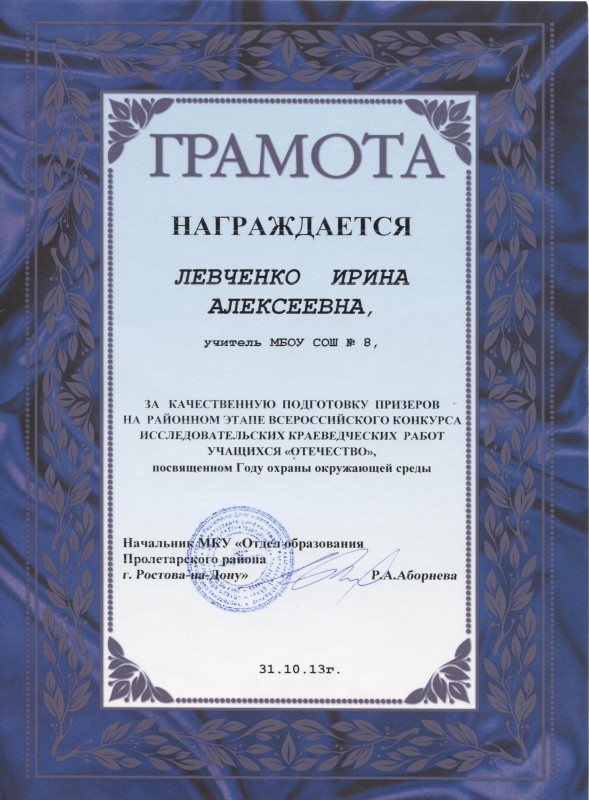 ГРАМОТА
НАГРАЖДАЕТСЯ
ЛЕВЧЕНКО ИРИНА
АЛЕКСЕЕВНА,
учитель МБОУ СОШ № 8,
ЗА КАЧЕСТВЕННУЮ ПОДГОТОВКУ ПРИЗЕРОВ
НА РАЙОННОМ ЭТАПЕ ВСЕРОССИЙСКОГО КОНКУРСА
ИССЛЕДОВАТЕЛЬСКИХ КРАЕВЕДЧЕСКИХ РАБОТ
УЧАЩИХСЯ «ОТЕЧЕСТВО»,
посвященном Году охраны окружающей среды
Начальник МКУ «Отдел образования
Пролетарского района
г. Ростова-на-Дону» Р.А.Аборнева
31.10.13г.